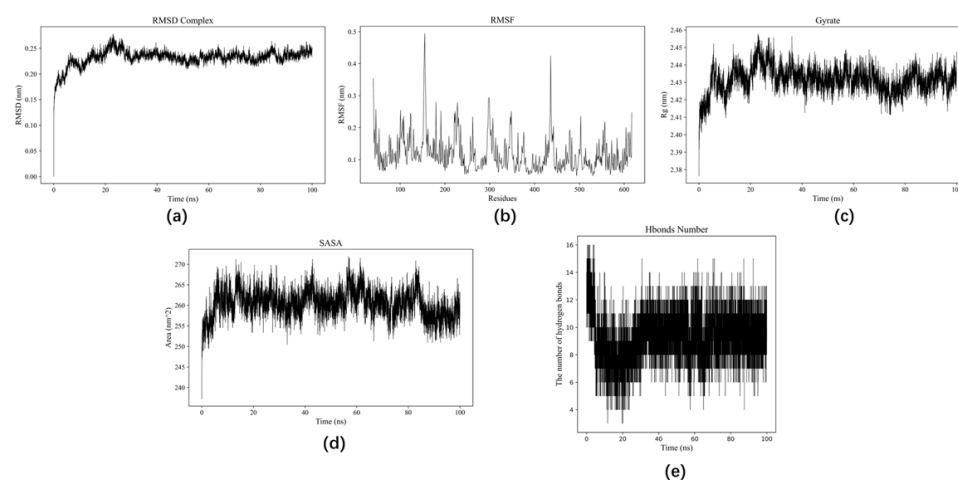 RMSD Complex
RMSD (nm)
0.25
0.20
0.15
0.10
0.05
0.00
0 20 40 60 80 100
Time (ns)
(a)
RMSF
RMSF (nm)
0.5
0.4
0.3
0.2
0.1
100 200 300 400 500 600
Residues
(b)
Gyrate
Rg (nm)
2.46
2.45
2.44
2.43
2.42
2.41
2.40
2.39
2.38
0 20 40 60 80 100
Time (ns)
(c)
SASA
Area (nm^2)
270
265
260
255
250
245
240
0 20 40 60 80 100
Time (ns)
(d)
Hbonds Number
The number of hydrogen bonds
16
14
12
10
8
6
4
0 20 40 60 80 100
Time (ns)
(e)